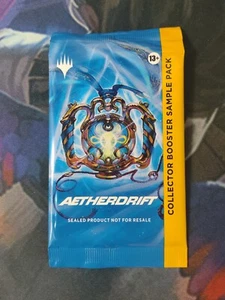 13+
AETHERDRIFT
SEALED PRODUCT NOT FOR RESALE
COLLECTOR BOOSTER SAMPLE PACK